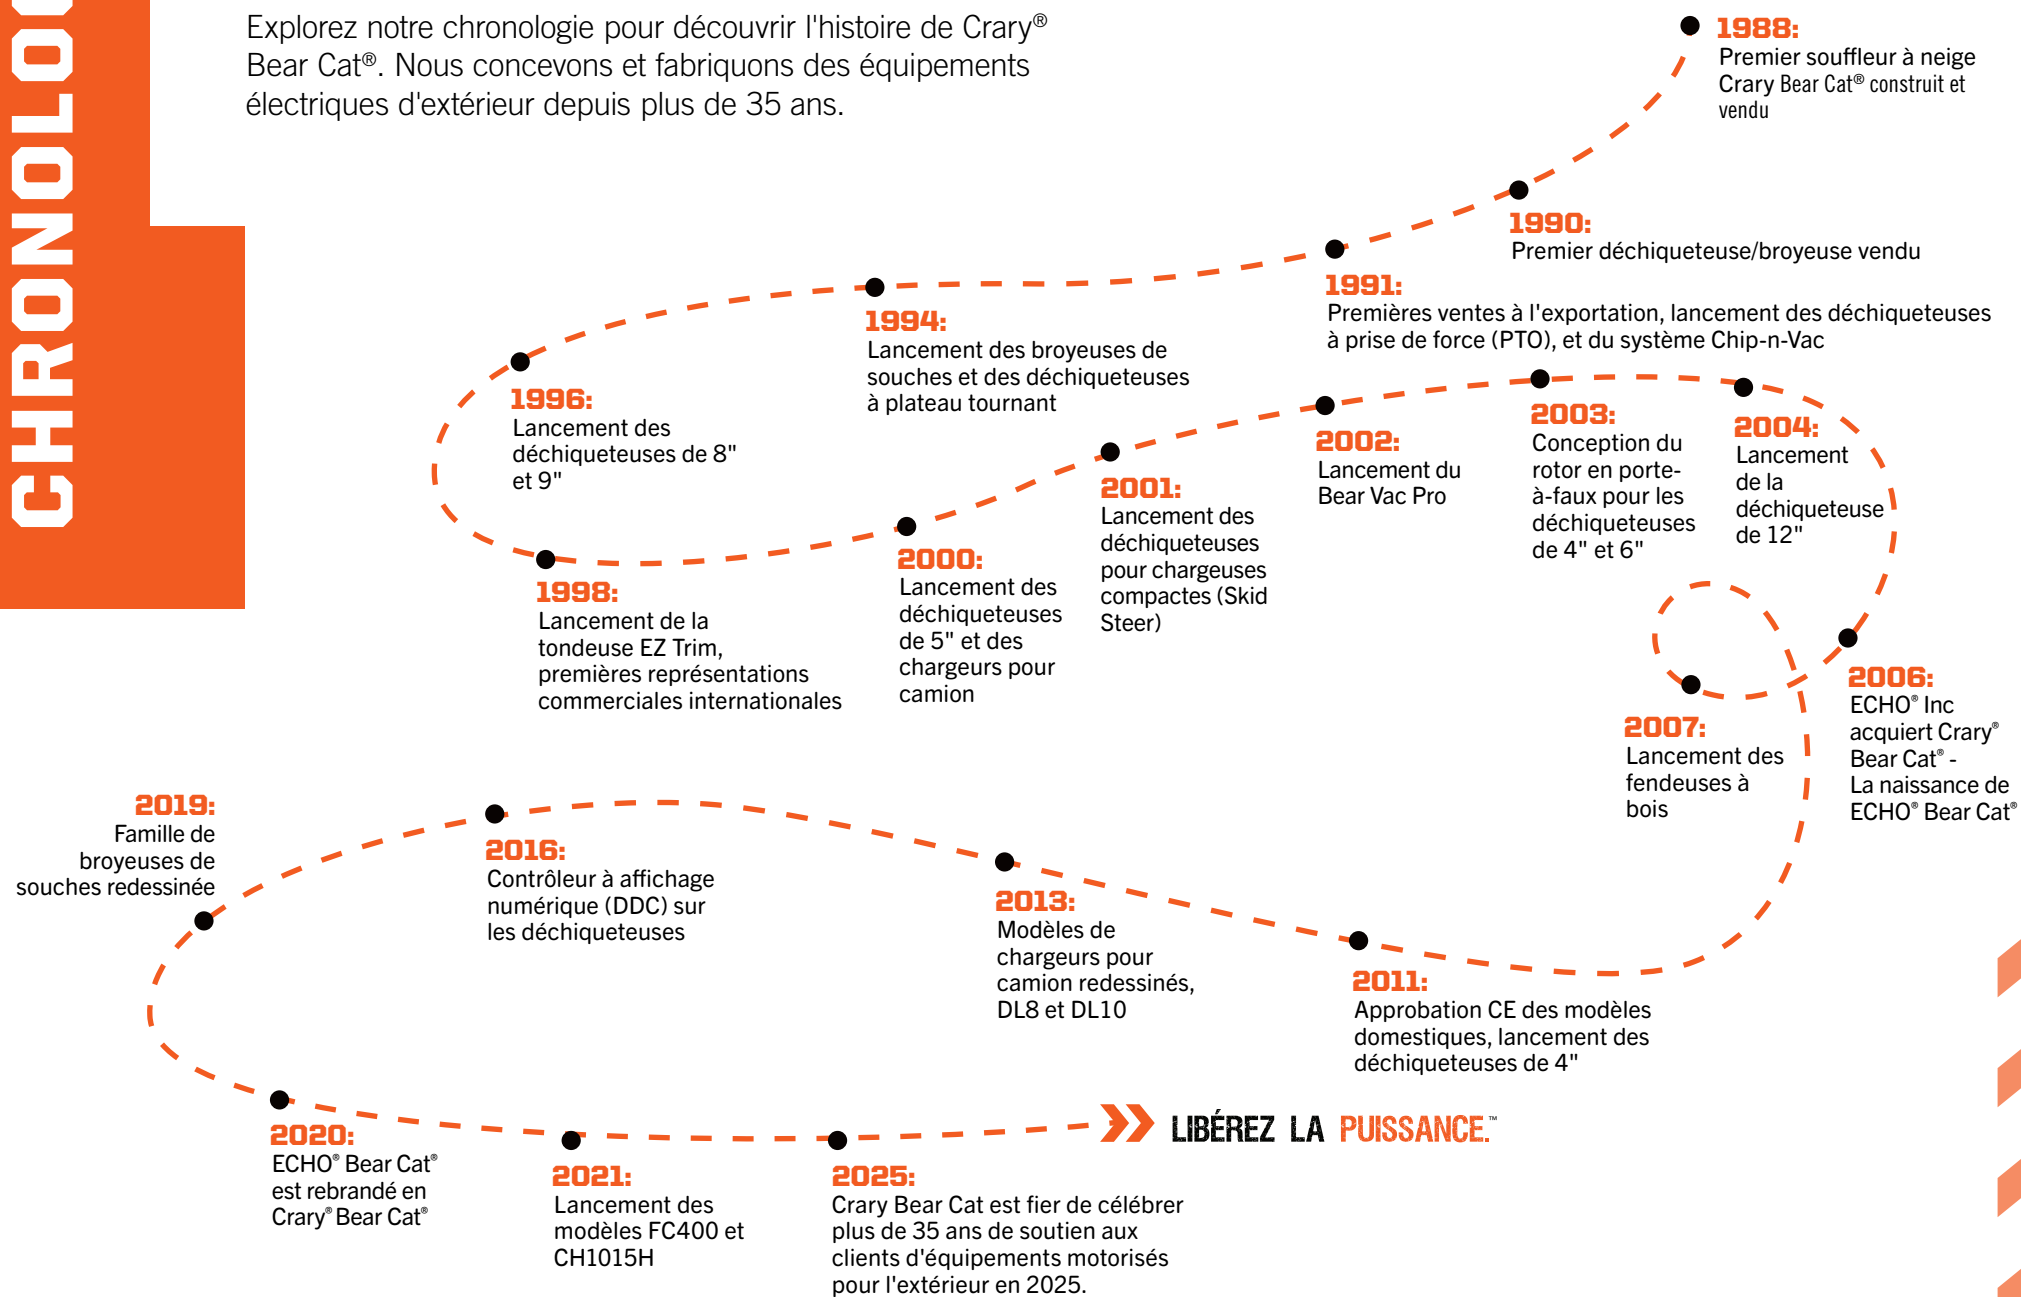 CHRONOLO
Explorez notre chronologie pour découvrir l'histoire de Crary®
Bear Cat®. Nous concevons et fabriquons des équipements
électriques d'extérieur depuis plus de 35 ans.
1988:
Premier souffleur à neige
Crary Bear Cat® construit et
vendu
1990:
Premier déchiqueteuse/broyeuse vendu
1991:
Premières ventes à l'exportation, lancement des déchiqueteuses
à prise de force (PTO), et du système Chip-n-Vac
1994:
Lancement des broyeuses de
souches et des déchiqueteuses
à plateau tournant
1996:
Lancement des
déchiqueteuses de 8"
et 9"
1998:
Lancement de la
tondeuse EZ Trim,
premières représentations
commerciales internationales
2000:
Lancement des
déchiqueteuses
de 5" et des
chargeurs pour
camion
2001:
Lancement des
déchiqueteuses
pour chargeuses
compactes (Skid
Steer)
2002:
Lancement du
Bear Vac Pro
2003:
Conception du
rotor en porte-
à-faux pour les
déchiqueteuses
de 4" et 6"
2004:
Lancement
de la
déchiqueteuse
de 12"
2006:
ECHO® Inc
acquiert Crary®
Bear Cat® -
La naissance de
ECHO® Bear Cat®
2007:
Lancement des
fendeuses à
bois
2011:
Approbation CE des modèles
domestiques, lancement des
déchiqueteuses de 4"
2013:
Modèles de
chargeurs pour
camion redessinés,
DL8 et DL10
2016:
Contrôleur à affichage
numérique (DDC) sur
les déchiqueteuses
2019:
Famille de
broyeuses de
souches redessinée
2020:
ECHO® Bear Cat®
est rebrandé en
Crary® Bear Cat®
2021:
Lancement des
modèles FC400 et
CH1015H
2025:
Crary Bear Cat est fier de célébrer
plus de 35 ans de soutien aux
clients d'équipements motorisés
pour l'extérieur en 2025.
LIBÉREZ LA PUISSANCE.™